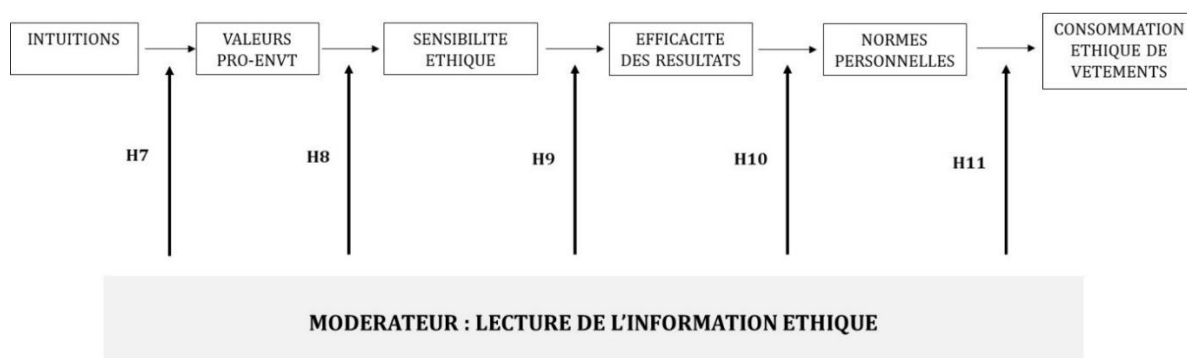 INTUITIONS
VALEURS
PRO-ENVT
SENSIBILITE
ETHIQUE
EFFICACITE
DES RESULTATS
NORMES
PERSONNELLES
CONSOMMATION
ETHIQUE DE
VETEMENTS
H7
H8
H9
H10
H11
MODERATEUR : LECTURE DE L’INFORMATION ETHIQUE